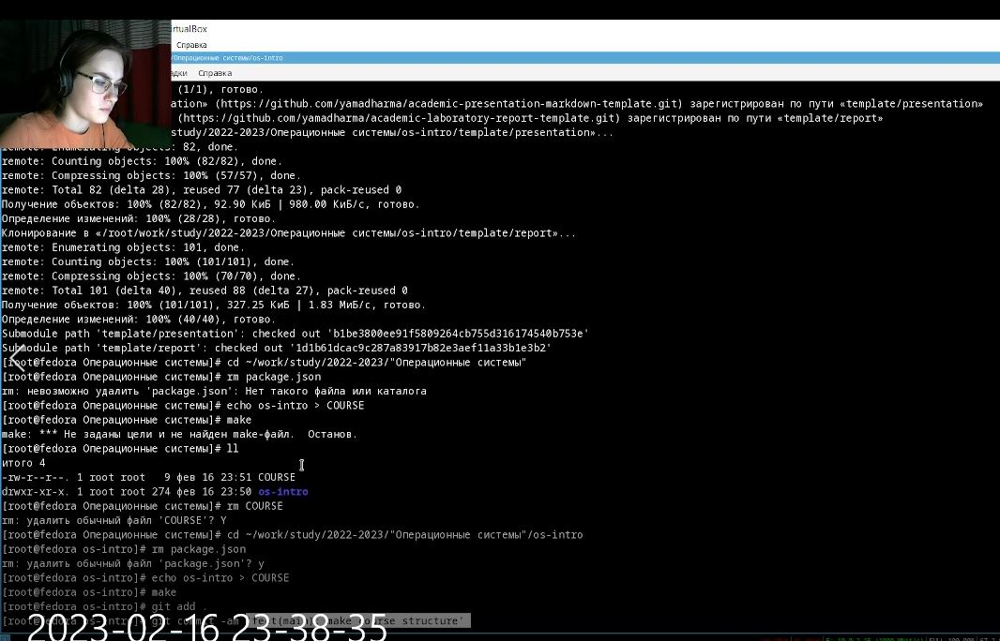 irtualBox
Справка
/Операционные системы/os-intro
адки Справка
(1/1), готово.
ation» (https://github.com/yamadharma/academic-presentation-markdown-template.git) зарегистрирован по пути «template/presentation»
(https://github.com/yamadharma/academic-laboratory-report-template.git) зарегистрирован по пути «template/report»
study/2022-2023/Операционные системы/os-intro/template/presentation»...
remote: Enumerating objects: 82, done.
remote: Counting objects: 100% (82/82), done.
remote: Compressing objects: 100% (57/57), done.
remote: Total 82 (delta 28), reused 77 (delta 23), pack-reused 0
Получение объектов: 100% (82/82), 92.90 КиБ | 980.00 КиБ/с, готово.
Определение изменений: 100% (28/28), готово.
Клонирование в «/root/work/study/2022-2023/Операционные системы/os-intro/template/report»...
remote: Enumerating objects: 101, done.
remote: Counting objects: 100% (101/101), done.
remote: Compressing objects: 100% (70/70), done.
remote: Total 101 (delta 40), reused 88 (delta 27), pack-reused 0
Получение объектов: 100% (101/101), 327.25 КиБ | 1.83 МиБ/с, готово.
Определение изменений: 100% (40/40), готово.
Submodule path 'template/presentation': checked out 'b1be3800ee91f5809264cb755d316174540b753e'
Submodule path 'template/report': checked out '1d1b61dcac9c287a83917b82e3aef11a33b1e3b2'
[root@fedora Операционные системы]# cd ~/work/study/2022-2023/"Операционные системы"
[root@fedora Операционные системы]# rm package.json
rm: невозможно удалить 'package.json': Нет такого файла или каталога
[root@fedora Операционные системы]# echo os-intro > COURSE
[root@fedora Операционные системы]# make
make: *** Не заданы цели и не найден make-файл. Останов.
[root@fedora Операционные системы]# ll
итого 4
-rw-r--r--. 1 root root 9 фев 16 23:51 COURSE
drwxr-xr-x. 1 root root 274 фев 16 23:50 os-intro
[root@fedora Операционные системы]# rm COURSE
rm: удалить обычный файл 'COURSE'? Y
[root@fedora Операционные системы]# cd ~/work/study/2022-2023/"Операционные системы"/os-intro
[root@fedora os-intro]# rm package.json
rm: удалить обычный файл 'package.json'? y
[root@fedora os-intro]# echo os-intro > COURSE
[root@fedora os-intro]# make
[root@fedora os-intro]# git add .
[root@fedora os-intro]# git commit -am 'feat(main): make course structure'
2023-02-16 23-38-35